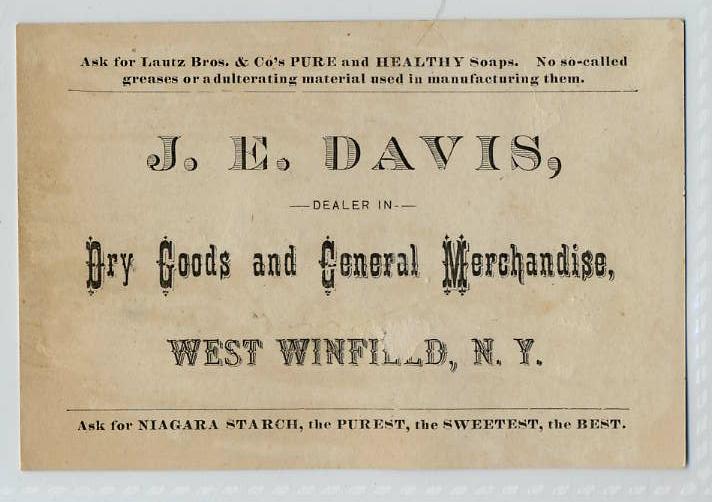 Ask for Lautz Bros. & Co's PURE and HEALTHY Soaps. No so-called
greases or adulterating material used in manufacturing them.
J. E. DAVIS,
—DEALER IN-—
Dry Goods and General Merchandise,
WEST WINFIELD, N. Y.
Ask for NIAGARA STARCH, the PUREST, the SWEETEST, the BEST.